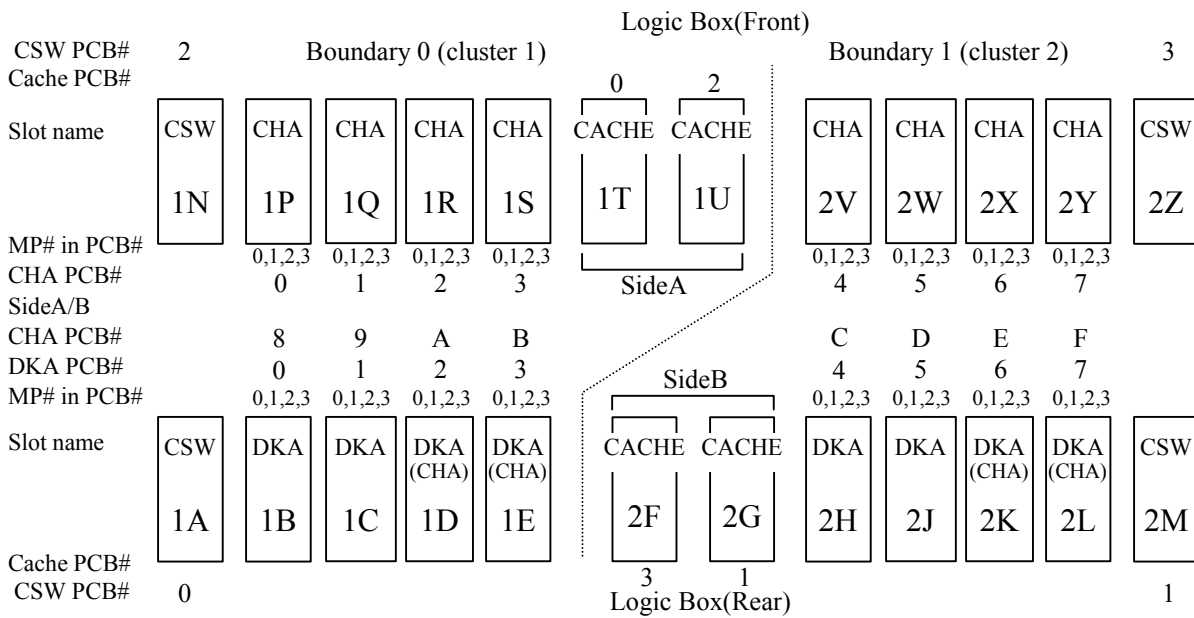 Logic Box(Front)
CSW PCB# 2 Boundary 0 (cluster 1) Boundary 1 (cluster 2) 3
Cache PCB# 0 2
Slot name CSW CHA CHA CHA CHA CACHE CACHE CHA CHA CHA CHA CSW
1N 1P 1Q 1R 1S 1T 1U 2V 2W 2X 2Y 2Z
MP# in PCB# 0,1,2,3 0,1,2,3 0,1,2,3 0,1,2,3 0,1,2,3 0,1,2,3 0,1,2,3 0,1,2,3
CHA PCB# 0 1 2 3 SideA 4 5 6 7
SideA/B
CHA PCB# 8 9 A B C D E F
DKA PCB# 0 1 2 3 SideB 4 5 6 7
MP# in PCB# 0,1,2,3 0,1,2,3 0,1,2,3 0,1,2,3 0,1,2,3 0,1,2,3 0,1,2,3 0,1,2,3
Slot name CSW DKA DKA DKA DKA CACHE CACHE DKA DKA DKA DKA CSW
(CHA) (CHA) (CHA) (CHA)
1A 1B 1C 1D 1E 2F 2G 2H 2J 2K 2L 2M
Cache PCB# 3 1
CSW PCB# 0 1
Logic Box(Rear)